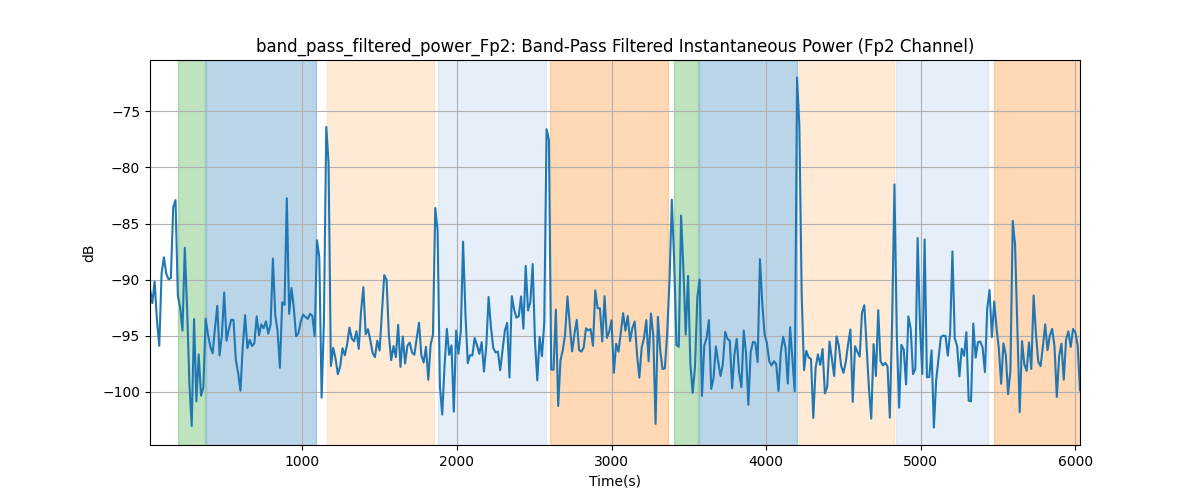 band_pass_filtered_power_Fp2: Band-Pass Filtered Instantaneous Power (Fp2 Channel)
−75
−80
−85
−90
−95
−100
dB
1000 2000 3000 4000 5000 6000
Time(s)